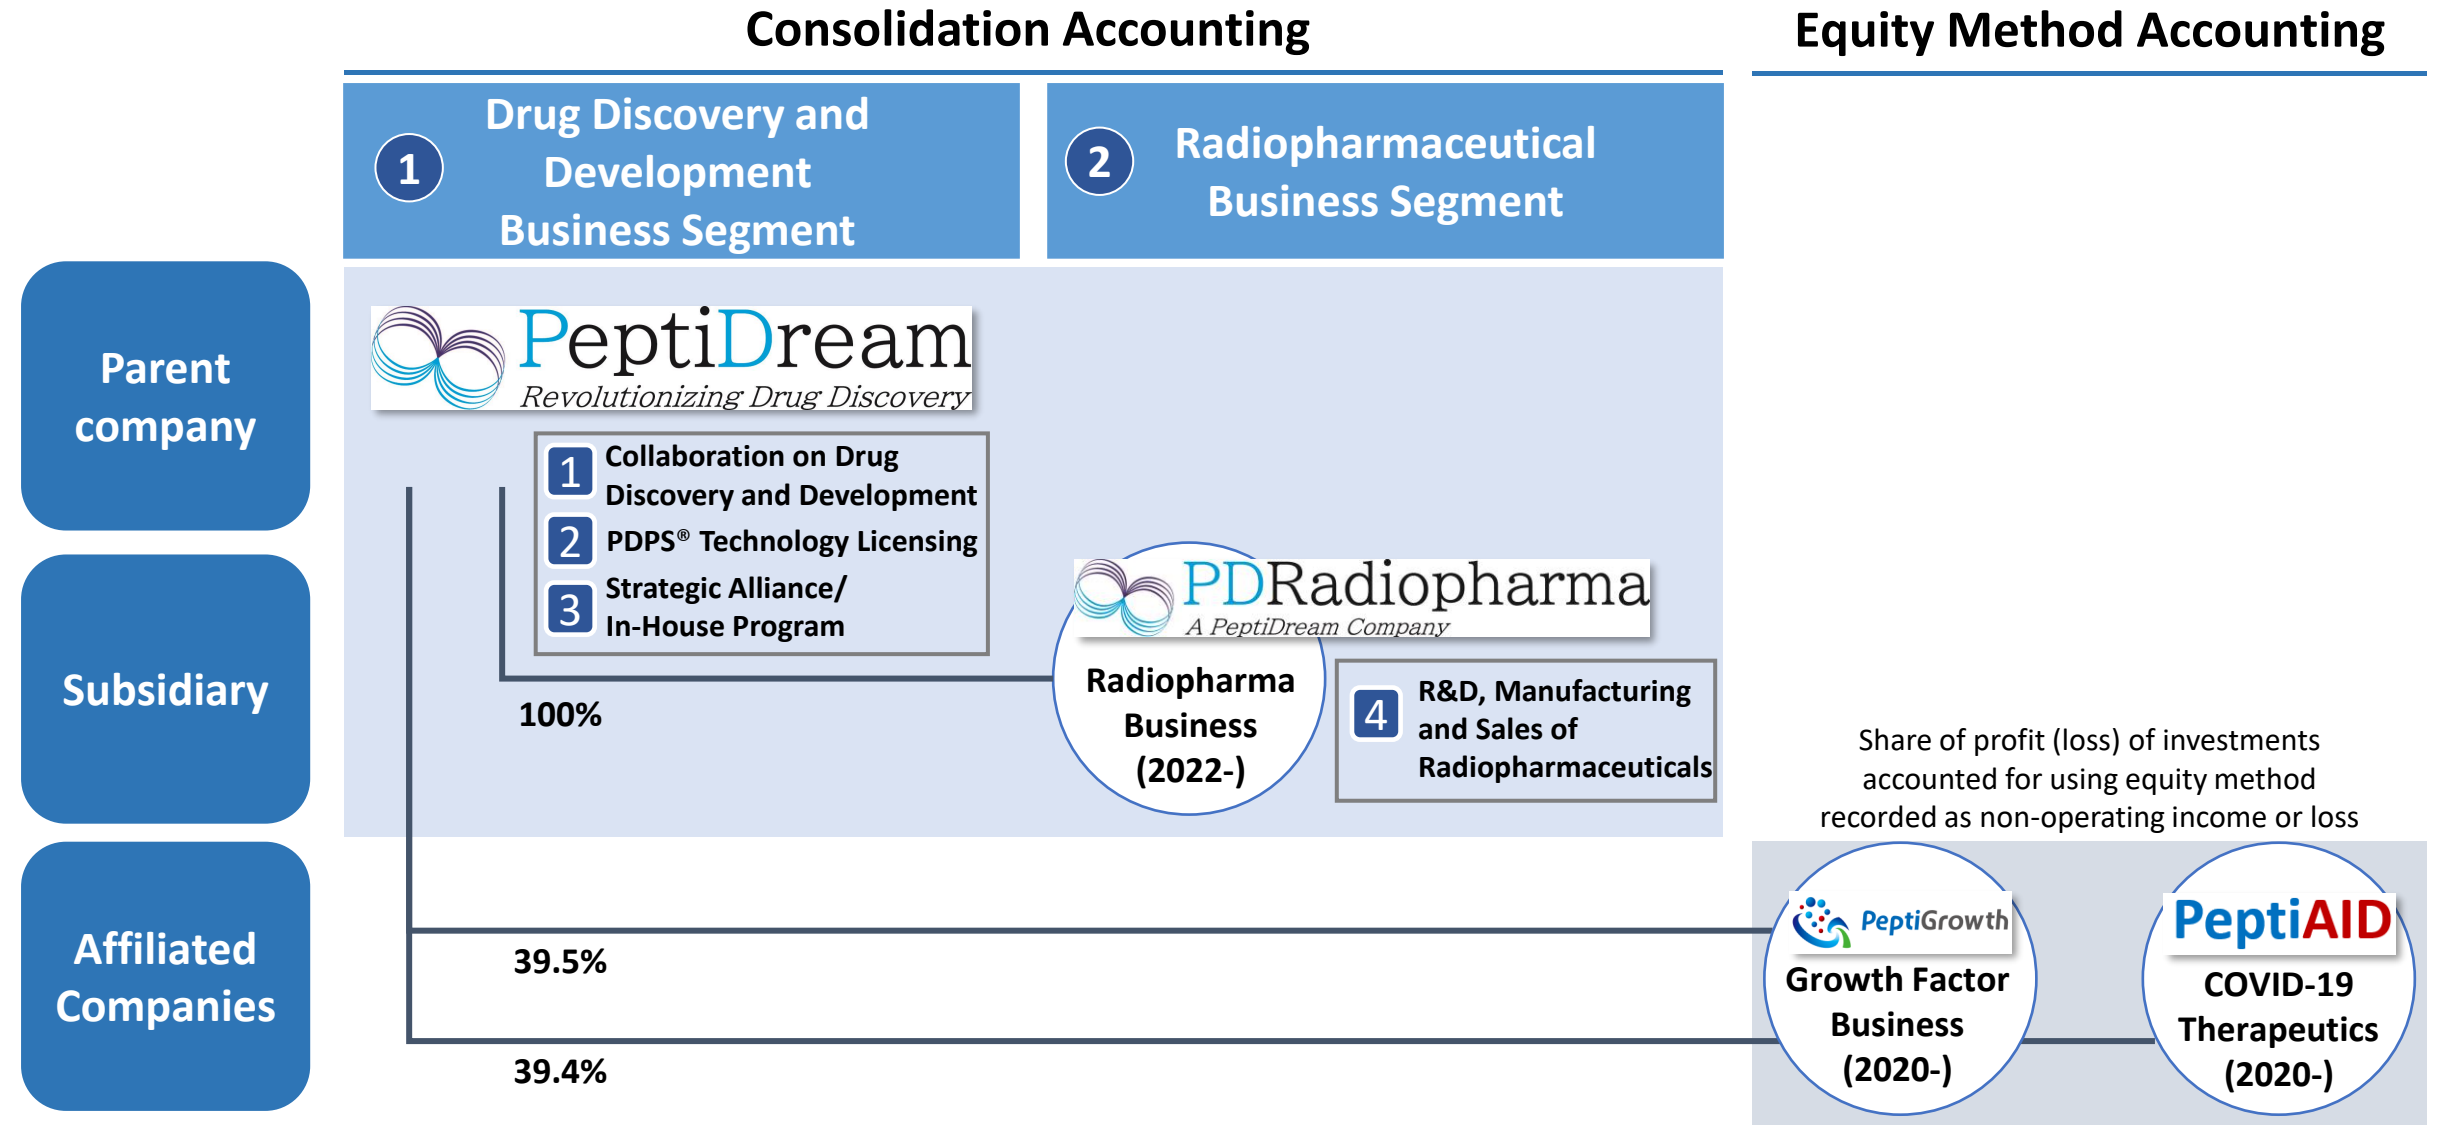 Consolidation Accounting
Equity Method Accounting
1
Drug Discovery and
Development
Business Segment
2
Radiopharmaceutical
Business Segment
Parent
company
PeptiDream
Revolutionizing Drug Discovery
1
Collaboration on Drug
Discovery and Development
2
PDPS® Technology Licensing
3
Strategic Alliance/
In-House Program
Subsidiary
100%
PDRadiopharma
A PeptiDream Company
Radiopharma
Business
(2022-)
4
R&D, Manufacturing
and Sales of
Radiopharmaceuticals
Share of profit (loss) of investments
accounted for using equity method
recorded as non-operating income or loss
Affiliated
Companies
39.5%
39.4%
PeptiGrowth
Growth Factor
Business
(2020-)
PeptiAID
COVID-19
Therapeutics
(2020-)